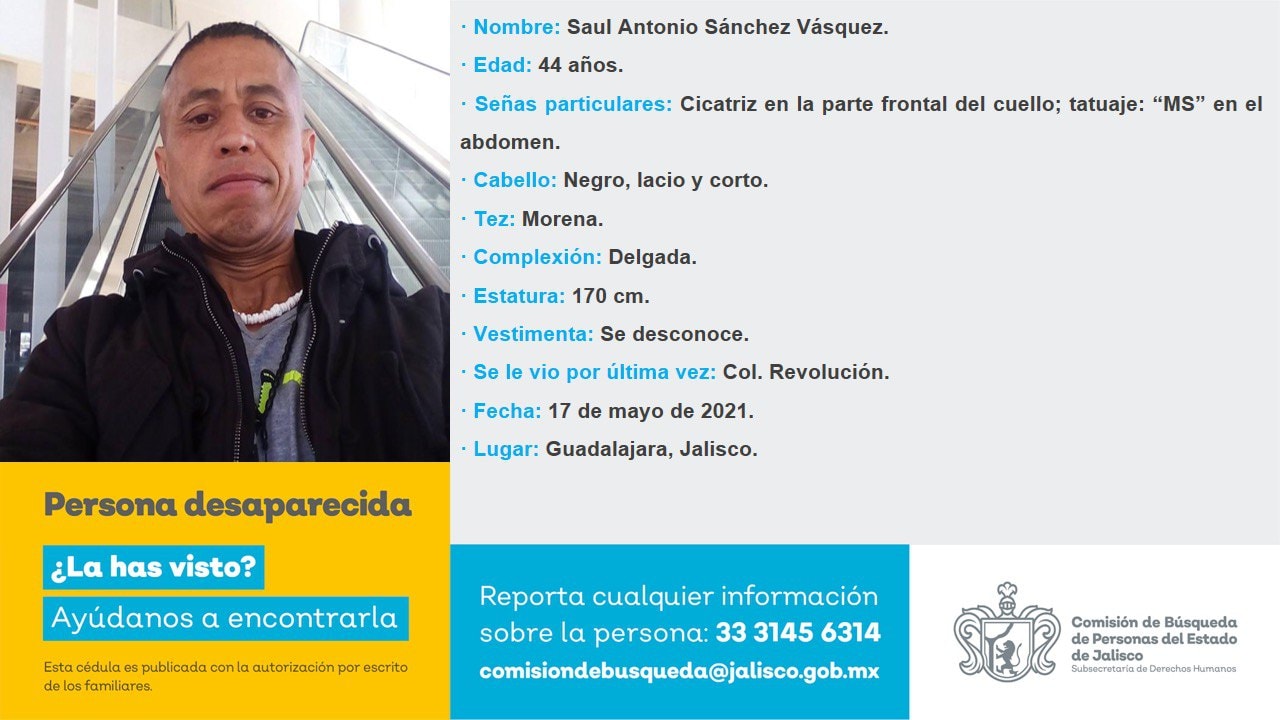 · Nombre: Saul Antonio Sánchez Vásquez.
· Edad: 44 años.
· Señas particulares: Cicatriz en la parte frontal del cuello; tatuaje: “MS” en el
abdomen.
· Cabello: Negro, lacio y corto.
· Tez: Morena.
· Complexión: Delgada.
· Estatura: 170 cm.
· Vestimenta: Se desconoce.
· Se le vio por última vez: Col. Revolución.
· Fecha: 17 de mayo de 2021.
· Lugar: Guadalajara, Jalisco.
Persona desaparecida
¿La has visto?
Ayúdanos a encontrarla
Esta cédula es publicada con la autorización por escrito
de los familiares.
Reporta cualquier información
sobre la persona: 33 3145 6314
comisiondebusqueda@jalisco.gob.mx
Comisión de Búsqueda
de Personas del Estado
de Jalisco
Subsecretaría de Derechos Humanos